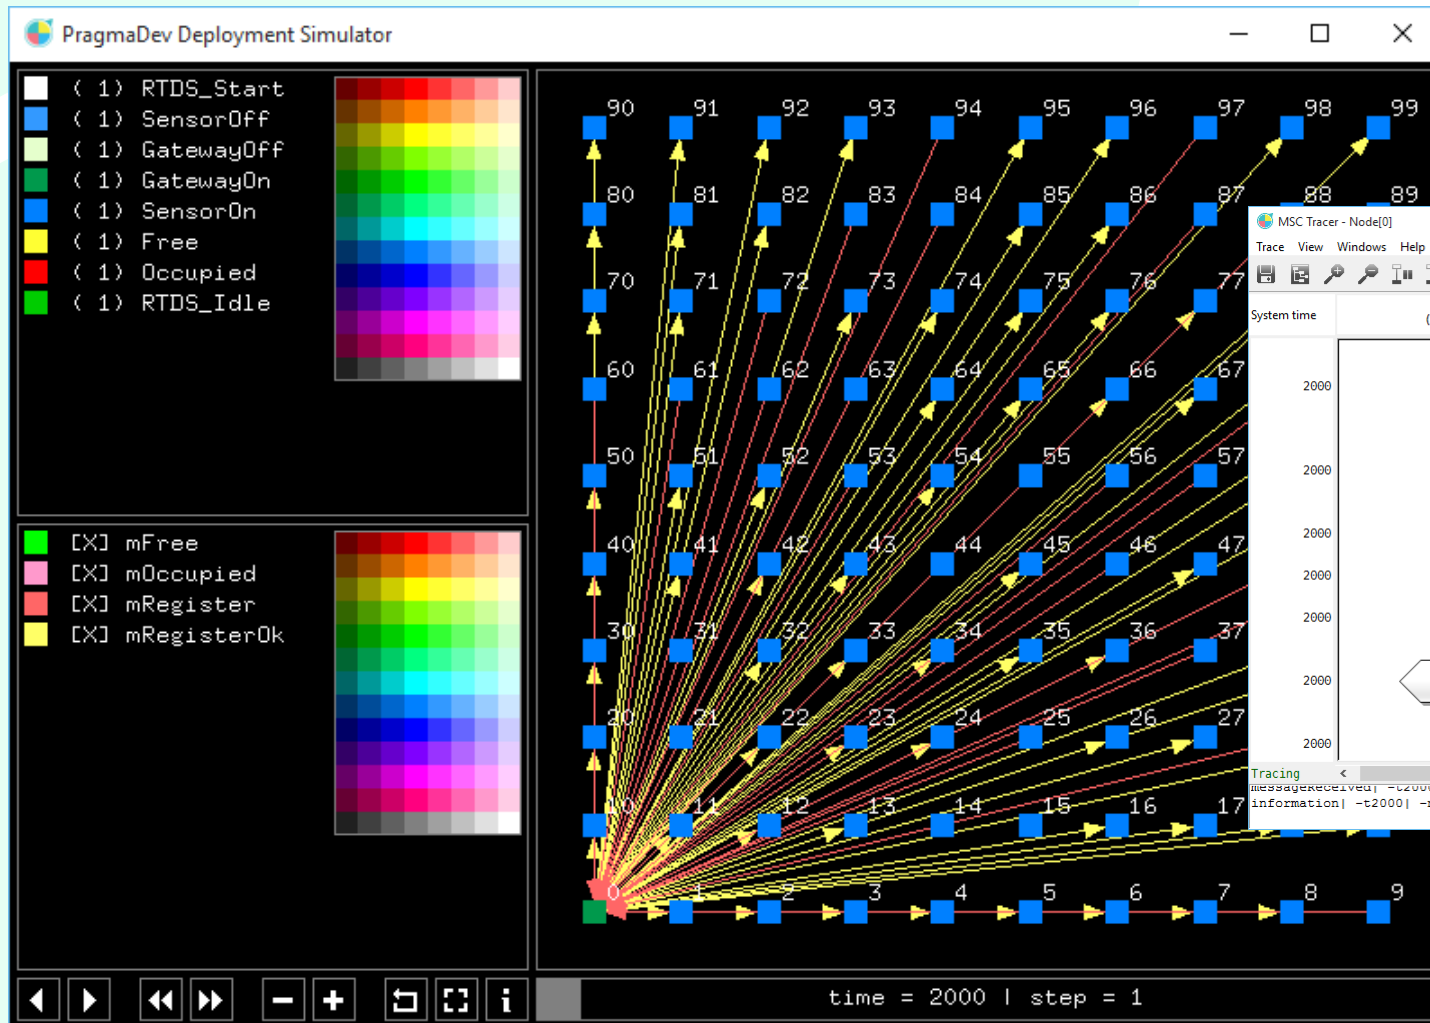 PragmaDev Deployment Simulator
( 1) RTDS_Start
( 1) SensorOff
( 1) GatewayOff
( 1) GatewayOn
( 1) SensorOn
( 1) Free
( 1) Occupied
( 1) RTDS_Idle
[X] mFree
[X] mOccupied
[X] mRegister
[X] mRegisterOk
90 91 92 93 94 95 96 97 98 99
80 81 82 83 84 85 86 87 88 89
70 71 72 73 74 75 76 77
60 61 62 63 64 65 66 67
50 51 52 53 54 55 56 57
40 41 42 43 44 45 46 47
30 31 32 33 34 35 36 37
20 21 22 23 24 25 26 27
10 11 12 13 14 15 16 17
0 1 2 3 4 5 6 7 8 9
MSC Tracer - Node[0]
Trace View Windows Help
System time
(
2000
2000
2000
2000
2000
2000
2000
Tracing
messageReceived| -t2000
information| -t2000| -n
time = 2000 | step = 1